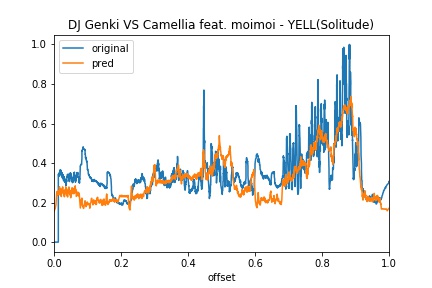 DJ Genki VS Camellia feat. moimoi - YELL(Solitude)
original
pred
1.0
0.8
0.6
0.4
0.2
0.0
0.0 0.2 0.4 0.6 0.8 1.0
offset